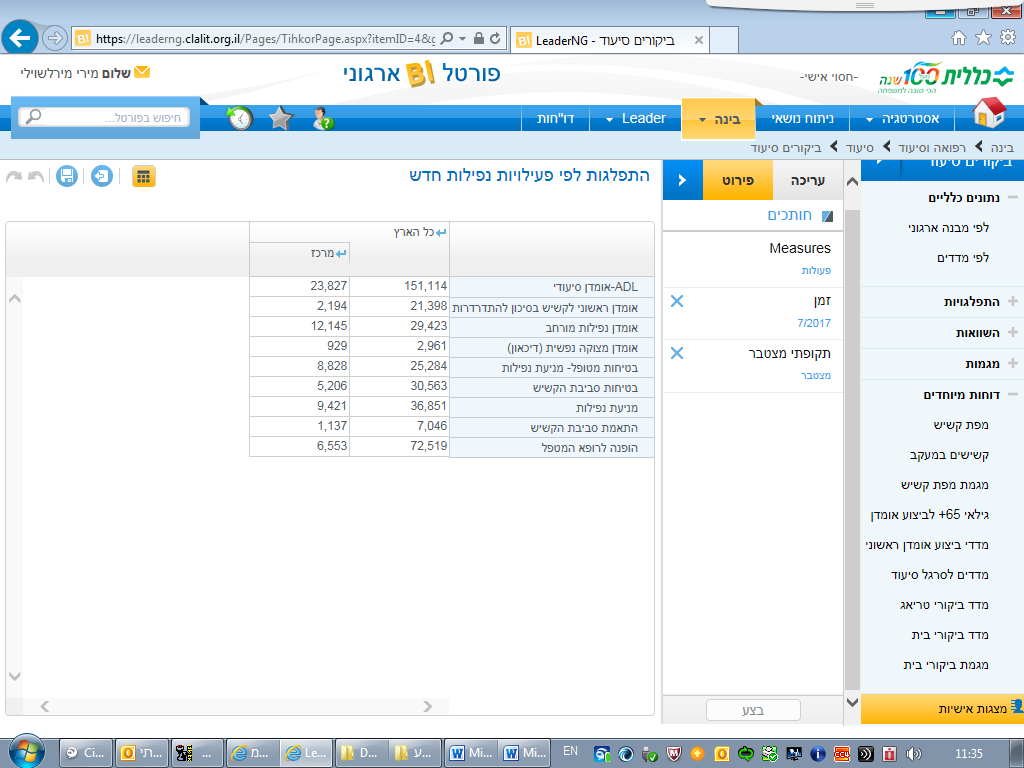 https://leaderng.clalit.org.il/Pages/TihkorPage.aspx?itemID=4&g
LeaderNG - ביקורים סיעוד
שלום מירי מירלשוילי
פורטל BI ארגוני
-חסוי אישי-
כללית 100 שנה
הכי טובה למשפחה
חיפוש בפורטל...
אסטרטגיה
ניתוח נושאי
בינה
Leader
דו"חות
בינה
רפואה וסיעוד
סיעוד
ביקורים סיעוד
ביקורים סיעוד
נתונים כלליים
לפי מבנה ארגוני
לפי מדדים
התפלגויות
השוואות
מגמות
דוחות מיוחדים
מפת קשיש
קשישים במעקב
מגמת מפת קשיש
גילאי 65+ לביצוע אומדן
מדדי ביצוע אומדן ראשוני
מדדים לסרגל סיעוד
מדד ביקורי טריאג
מדד ביקורי בית
מגמת ביקורי בית
מצגות אישיות
עריכה
פירוט
חותכים
Measures
פעולות
זמן
7/2017
תקופתי מצטבר
מצטבר
בצע
התפלגות לפי פעילויות נפילות חדש
כל הארץ
מרכז
ADL-אומדן סיעודי 151,114 23,827
אומדן ראשוני לקשיש בסיכון להתדרדרות 21,398 2,194
אומדן נפילות מורחב 29,423 12,145
אומדן מצוקה נפשית (דיכאון) 2,961 929
בטיחות מטופל- מניעת נפילות 25,284 8,828
בטיחות סביבת הקשיש 30,563 5,206
מניעת נפילות 36,851 9,421
התאמת סביבת הקשיש 7,046 1,137
הופנה לרופא המטפל 72,519 6,553
Ci...
תי...
...
מ...
Le...
D...
ע...
Mi...
Mi...
EN
11:35